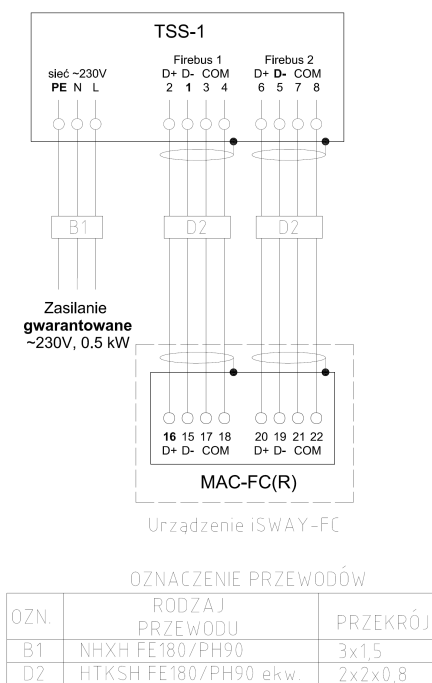 TSS-1
Firebus 1 Firebus 2
sieć ~230V D+ D- COM D+ D- COM
PE N L 2 1 3 4 6 5 7 8
B1 D2 D2
Zasilanie
gwarantowane
~230V, 0.5 kW
16 15 17 18 20 19 21 22
D+ D- COM D+ D- COM
MAC-FC(R)
Urządzenie iSWAY-FC
OZNACZENIE PRZEWODÓW
OZN. RODZAJ PRZEWODU PRZEKRÓJ
B1 NHXH FE180/PH90 3x1,5
D2 HTKSH FE180/PH90 ekw. 2x2x0,8